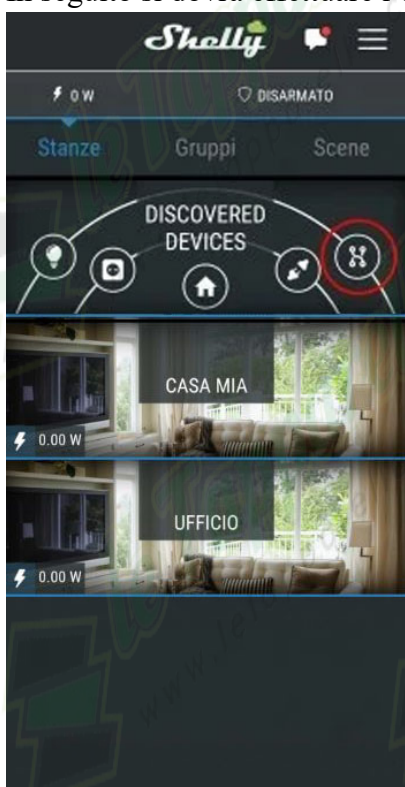 Shelly
0 W DISARMATO
Stanze Gruppi Scene
DISCOVERED
DEVICES
CASA MIA
0.00 W
UFFICIO
0.00 W